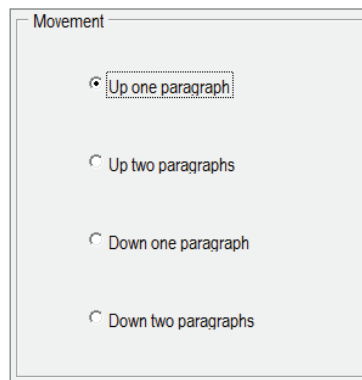 Movement
Up one paragraph
Up two paragraphs
Down one paragraph
Down two paragraphs